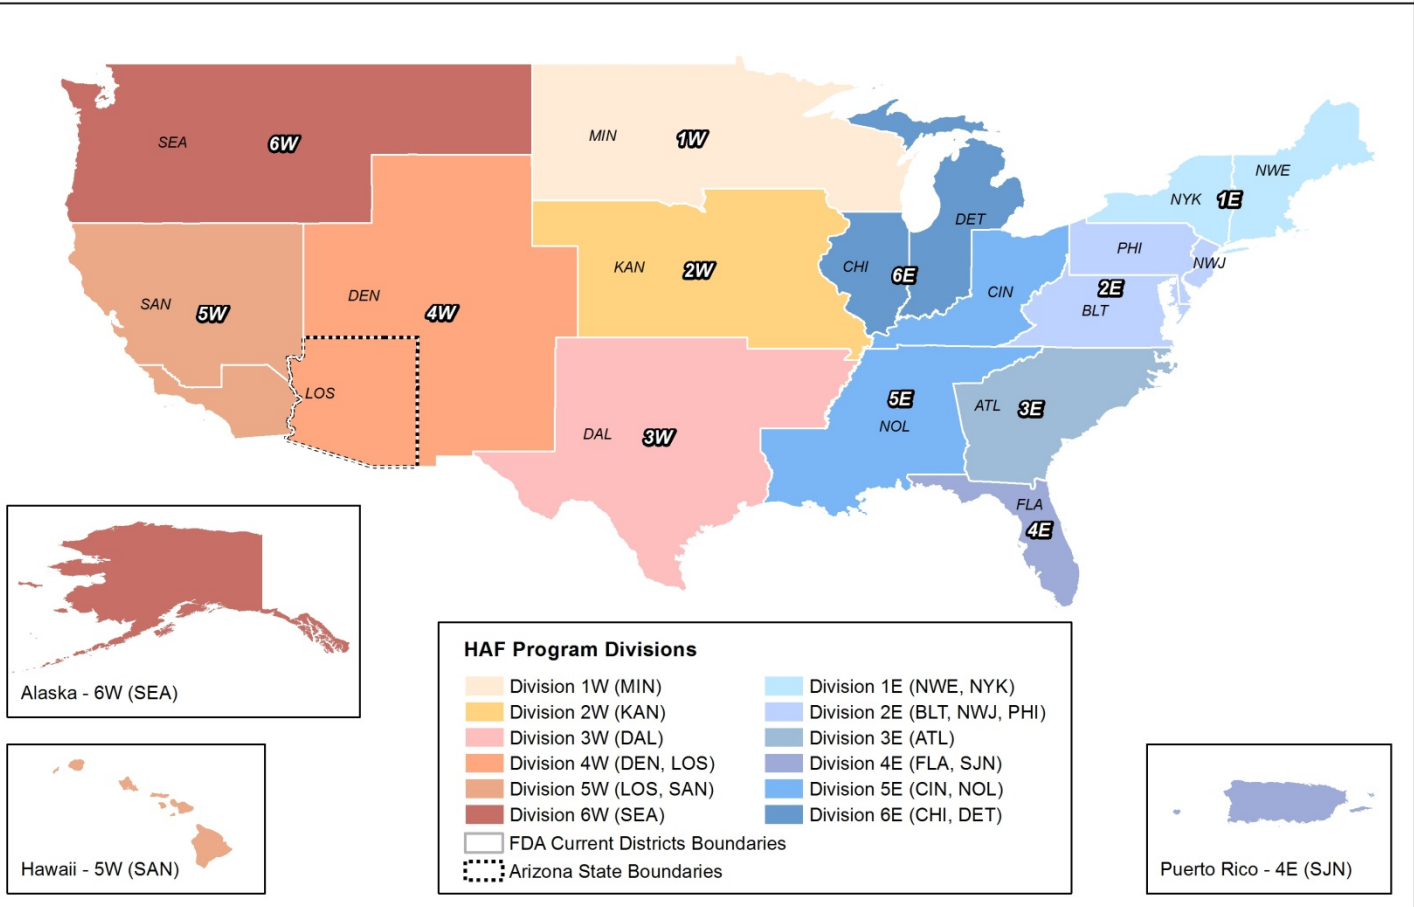 SEA
6W
MIN
1W
NWE
NYK
1E
DET
PHI
NWJ
CHI
6E
KAN
2W
2E
CIN
BLT
DEN
SAN
5W
4W
LOS
5E
ATL
3E
NOL
DAL
3W
FLA
4E
Alaska - 6W (SEA)
Hawaii - 5W (SAN)
HAF Program Divisions
Division 1W (MIN)
Division 2W (KAN)
Division 3W (DAL)
Division 4W (DEN, LOS)
Division 5W (LOS, SAN)
Division 6W (SEA)
FDA Current Districts Boundaries
Arizona State Boundaries
Division 1E (NWE, NYK)
Division 2E (BLT, NWJ, PHI)
Division 3E (ATL)
Division 4E (FLA, SJN)
Division 5E (CIN, NOL)
Division 6E (CHI, DET)
Puerto Rico - 4E (SJN)